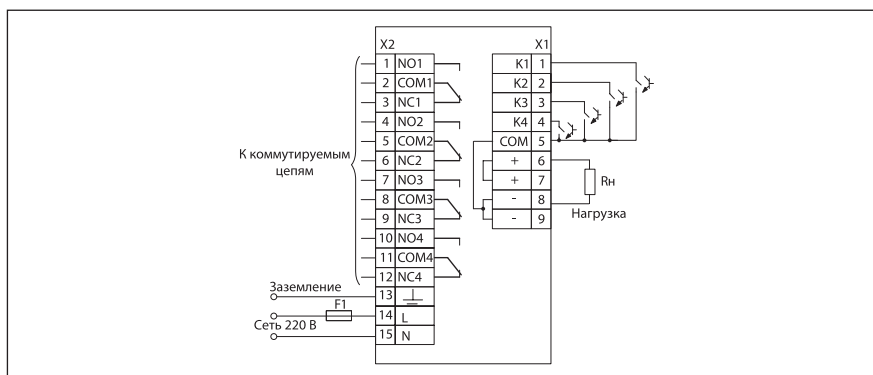 X2 X1
1 NO1 K1 1
2 COM1 K2 2
3 NC1 K3 3
4 NO2 K4 4
5 COM2 COM 5
6 NC2 + 6
7 NO3 + 7
8 COM3 - 8
9 NC3 - 9
10 NO4
11 COM4
12 NC4
13
14 L
15 N
К коммутируемым
цепям
Заземление
F1
Сеть 220 В
Rн
Нагрузка